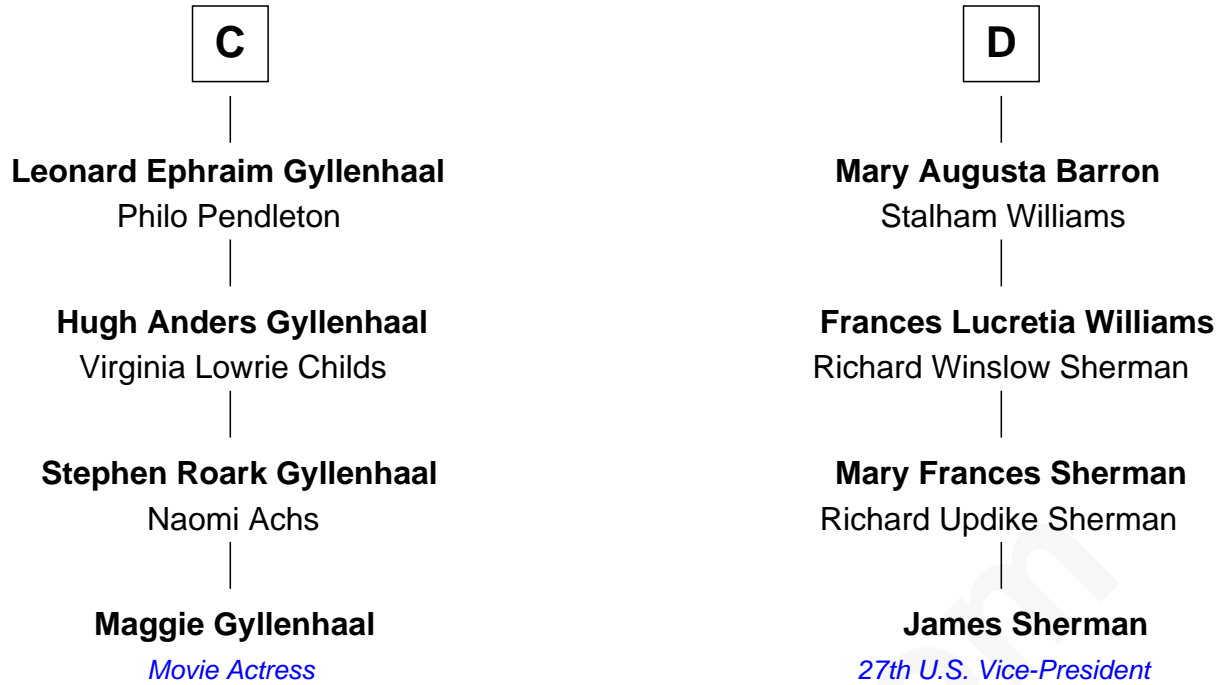 C
Leonard Ephraim Gyllenhaal
Philo Pendleton
Hugh Anders Gyllenhaal
Virginia Lowrie Childs
Stephen Roark Gyllenhaal
Naomi Achs
Maggie Gyllenhaal
Movie Actress
D
Mary Augusta Barron
Stalham Williams
Frances Lucretia Williams
Richard Winslow Sherman
Mary Frances Sherman
Richard Updike Sherman
James Sherman
27th U.S. Vice-President
om